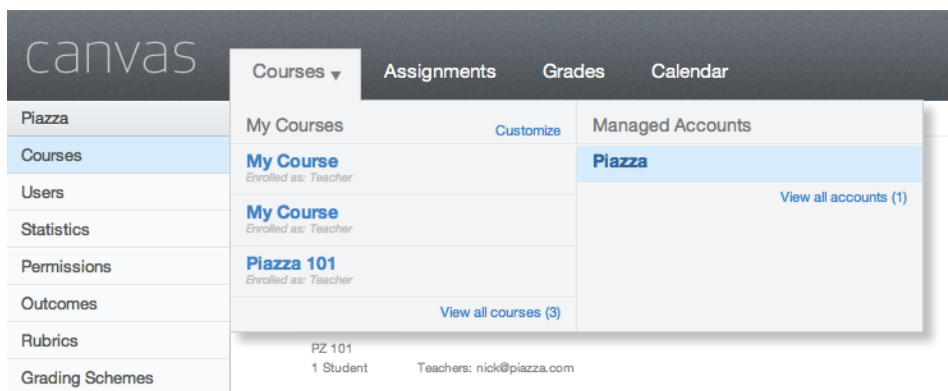 canvas
Courses ▼ Assignments Grades Calendar
Piazza
Courses
Users
Statistics
Permissions
Outcomes
Rubrics
Grading Schemes
My Courses Customize
My Course
Enrolled as: Teacher
My Course
Enrolled as: Teacher
Piazza 101
Enrolled as: Teacher
View all courses (3)
Managed Accounts
Piazza
View all accounts (1)
PZ 101
1 Student Teachers: nick@piazza.com